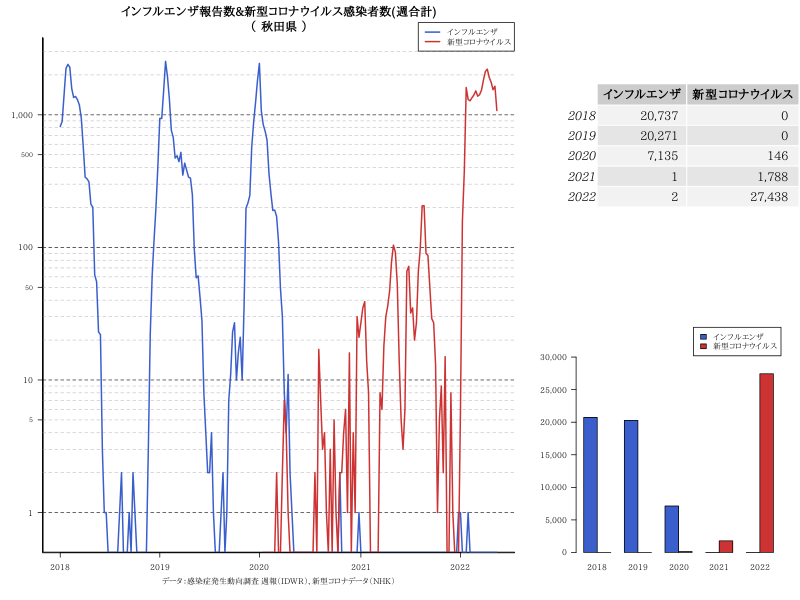 インフルエンザ報告数&新型コロナウイルス感染者数(週合計)
( 秋田県 )
インフルエンザ
新型コロナウイルス
1,000
500
100
50
10
5
1
2018 2019 2020 2021 2022
データ：感染症発生動向調査 週報(IDWR)、新型コロナデータ(NHK)
インフルエンザ 新型コロナウイルス
2018 20,737 0
2019 20,271 0
2020 7,135 146
2021 1 1,788
2022 2 27,438
インフルエンザ
新型コロナウイルス
30,000
25,000
20,000
15,000
10,000
5,000
0
2018 2019 2020 2021 2022